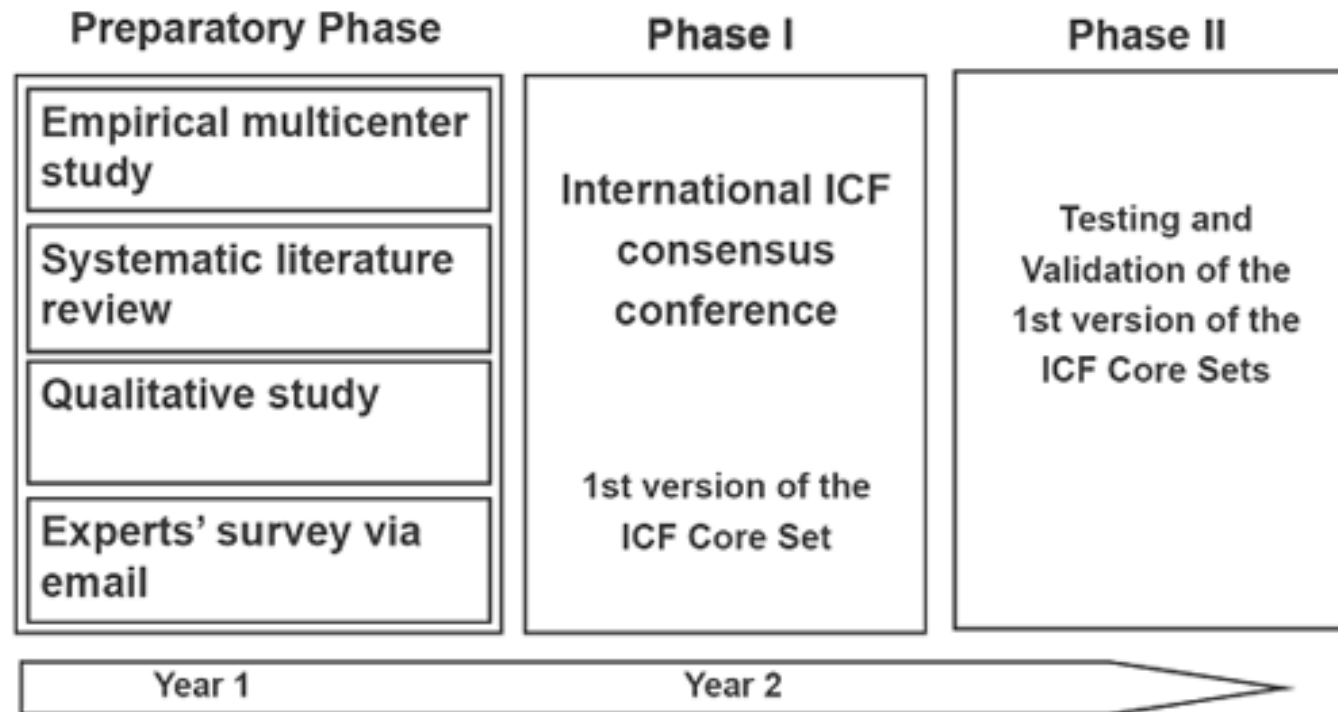 Preparatory Phase
Empirical multicenter
study
Systematic literature
review
Qualitative study
Experts’ survey via
email
Phase I
International ICF
consensus
conference
1st version of the
ICF Core Set
Phase II
Testing and
Validation of the
1st version of the
ICF Core Sets
Year 1
Year 2